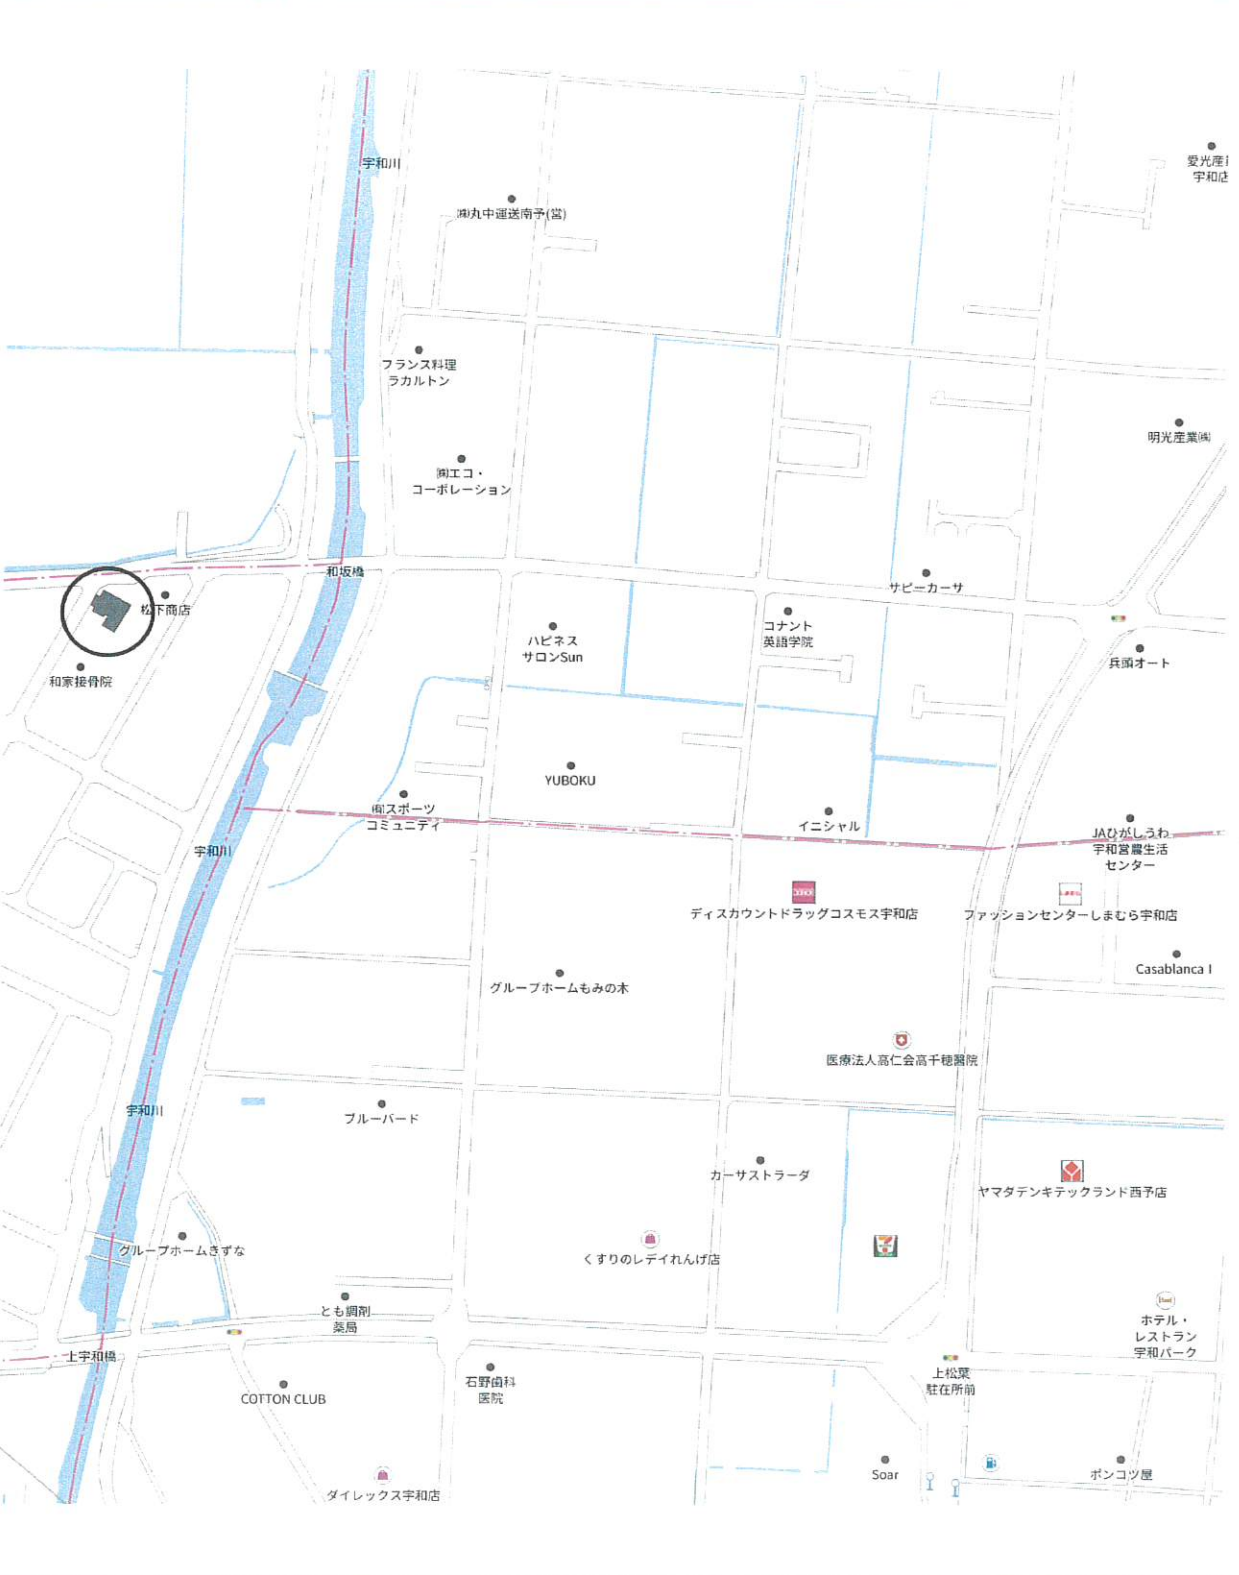 宇和川
愛光産
宇和店
㈱丸中運送南予(営)
フランス料理
ラカルトン
明光産業㈱
㈱エコ・
コーポレーション
和坂橋
サピーカーサ
松下商店
コナント
英語学院
ハピネス
サロンSun
兵頭オート
和家接骨院
YUBOKU
㈲スポーツ
コミュニティ
イニシャル
JAひがしうわ
宇和営農生活
センター
宇和川
コスモス
しまむら
ディスカウントドラッグコスモス宇和店
ファッションセンターしまむら宇和店
Casablanca I
グループホームもみの木
医療法人高仁会高千穂醫院
宇和川
ブルーバード
カーサストラーダ
ヤマダデンキテックランド西予店
グループホームきずな
くすりのレデイれんげ店
とも調剤
薬局
ホテル・
レストラン
宇和パーク
上宇和橋
石野歯科
医院
上松葉
駐在所前
COTTON CLUB
Soar
ポンコツ屋
ダイレックス宇和店